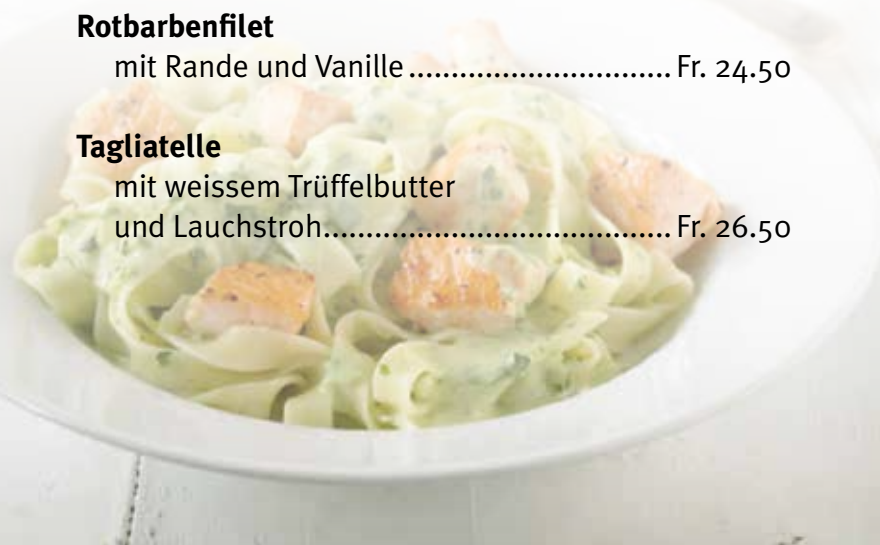 Rotbarbenfilet
mit Rande und Vanille............................... Fr. 24.50
Tagliatelle
mit weissem Trüffelbutter
und Lauchstroh......................................... Fr. 26.50